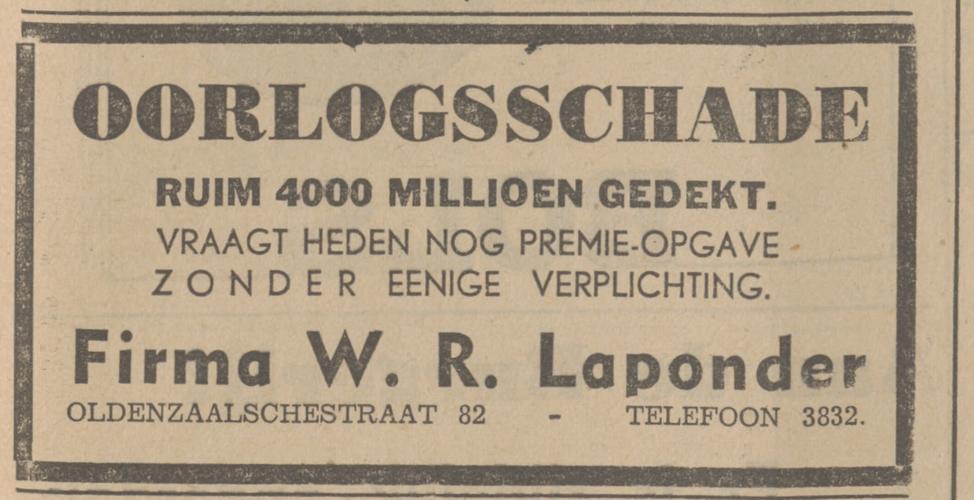 OORLOGSSCHADE
RUIM 4000 MILLIOEN GEDEKT.
VRAAGT HEDEN NOG PREMIE-OPGAVE
ZONDER EENIGE VERPLICHTING.
Firma W. R. Laponder
OLDENZAALSCHESTRAAT 82 - TELEFOON 3832.